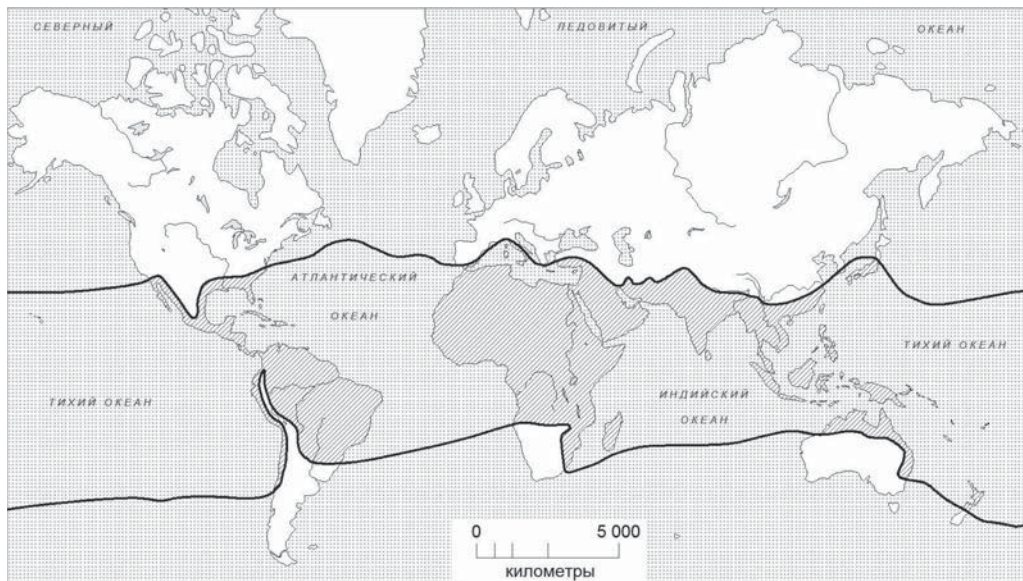 СЕВЕРНЫЙ
ЛЕДОВИТЫЙ
ОКЕАН
АТЛАНТИЧЕСКИЙ
ОКЕАН
ТИХИЙ ОКЕАН
ТИХИЙ ОКЕАН
ИНДИЙСКИЙ
ОКЕАН
0 5 000
километры